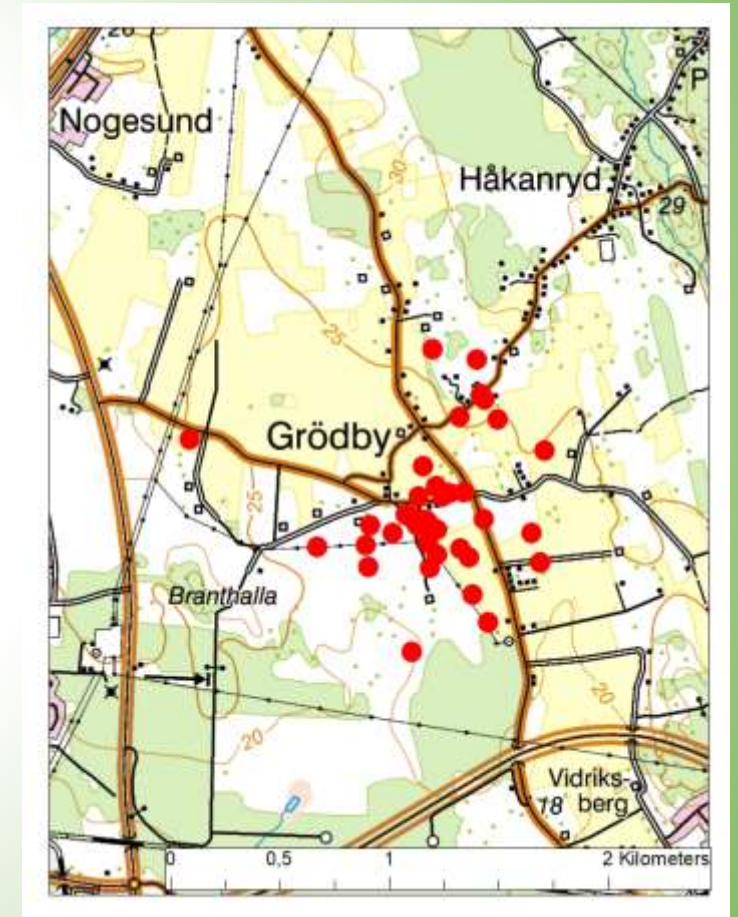 26
Nogesund
P
Håkanryd
29
30
25
Grödby
25
Branthalla
20
20
Vidriks-
18 berg
0 0,5 1 2 Kilometers